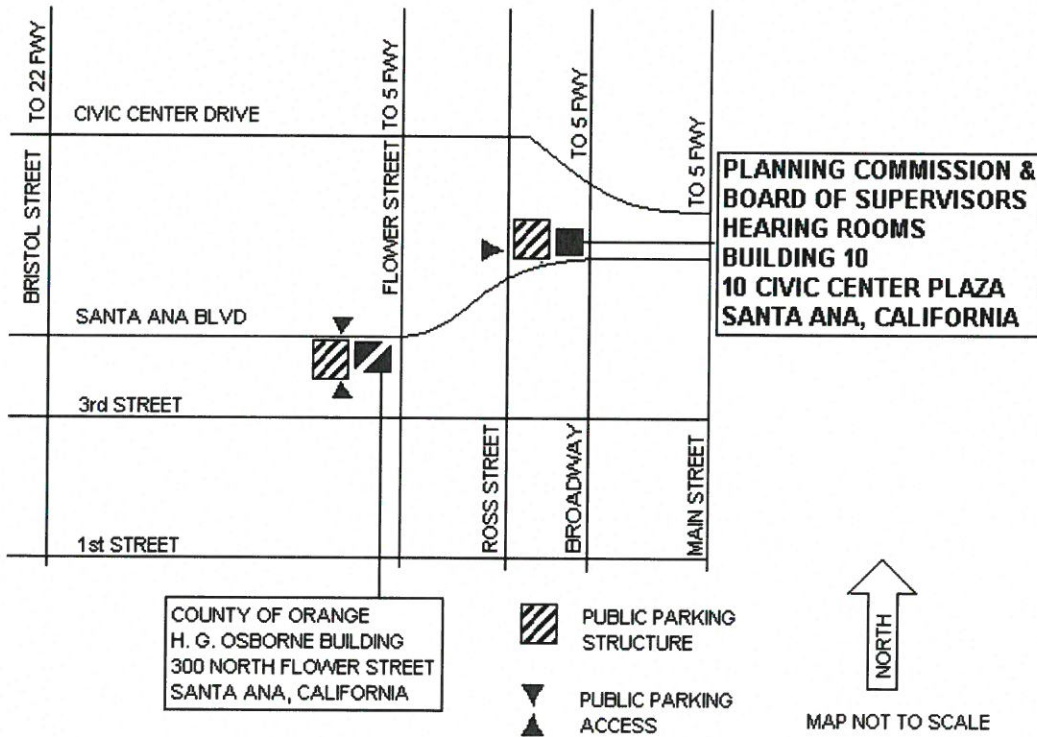 TO 22 FWY
BRISTOL STREET
CIVIC CENTER DRIVE
TO 5 FWY
FLOWER STREET
TO 5 FWY
TO 5 FWY
PLANNING COMMISSION &
BOARD OF SUPERVISORS
HEARING ROOMS
BUILDING 10
10 CIVIC CENTER PLAZA
SANTA ANA, CALIFORNIA
SANTA ANA BLVD
3rd STREET
ROSS STREET
BROADWAY
MAIN STREET
1st STREET
COUNTY OF ORANGE
H. G. OSBORNE BUILDING
300 NORTH FLOWER STREET
SANTA ANA, CALIFORNIA
PUBLIC PARKING
STRUCTURE
PUBLIC PARKING
ACCESS
NORTH
MAP NOT TO SCALE